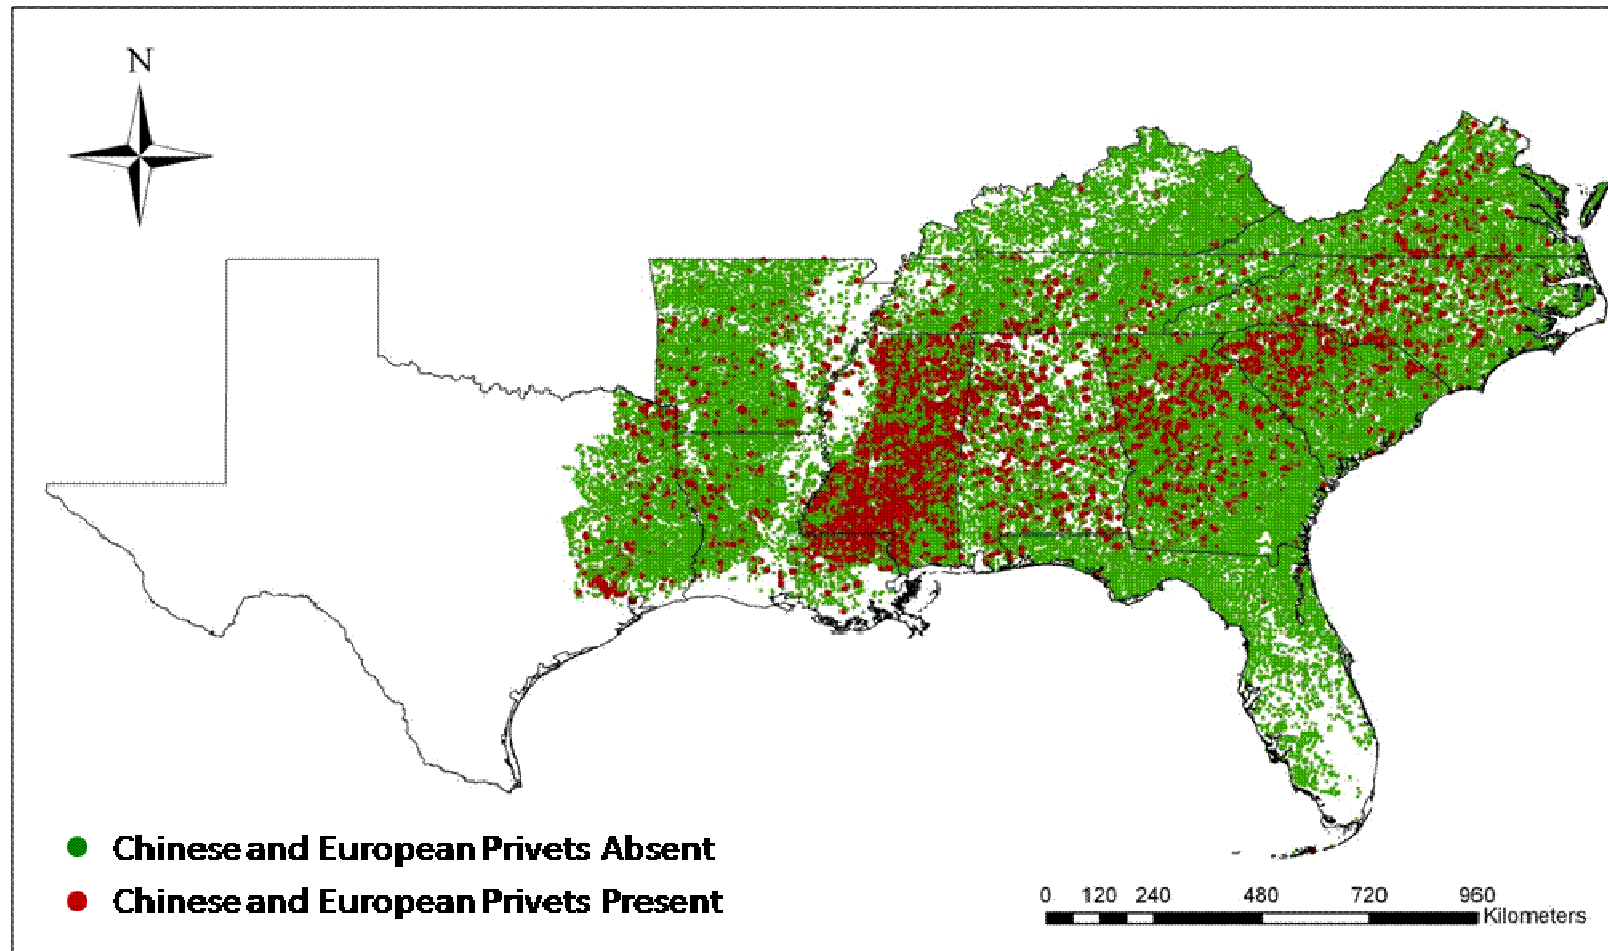 N
Chinese and European Privets Absent
Chinese and European Privets Present
0 120 240 480 720 960
Kilometers